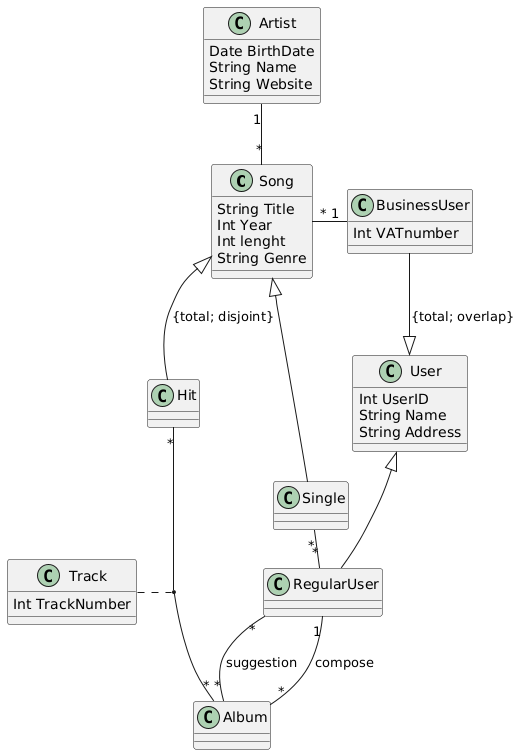 C Artist
Date BirthDate
String Name
String Website
1
*
C Song
String Title
Int Year
Int lenght
String Genre
* 1
C BusinessUser
Int VATnumber
{total; disjoint}
{total; overlap}
C User
Int UserID
String Name
String Address
C Hit
*
C Single
*
*
C Track
Int TrackNumber
C RegularUser
*
1
suggestion
compose
* *
*
C Album